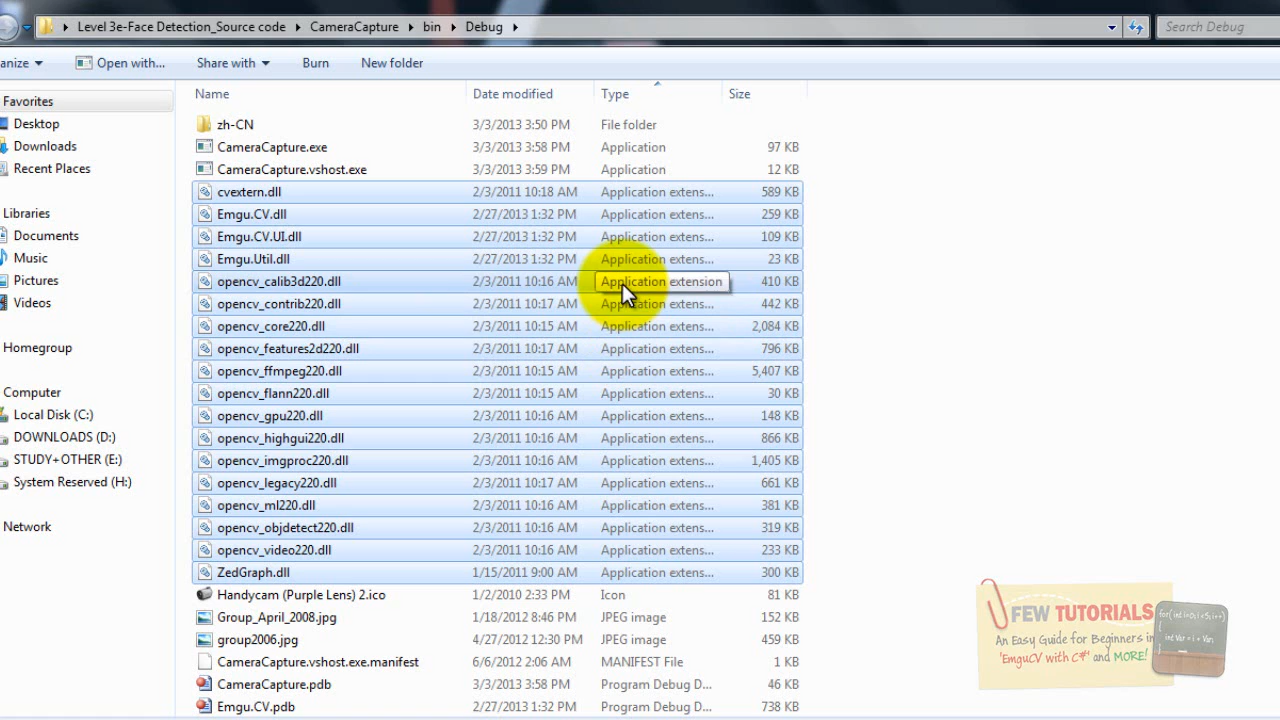 Level 3e-Face Detection_Source code CameraCapture bin Debug Search Debug
anize Open with... Share with Burn New folder
Name Date modified Type Size
Favorites
Desktop
Downloads
Recent Places
Libraries
Documents
Music
Pictures
Videos
Homegroup
Computer
Local Disk (C:)
DOWNLOADS (D:)
STUDY+OTHER (E:)
System Reserved (H:)
Network
zh-CN 3/3/2013 3:50 PM File folder
CameraCapture.exe 3/3/2013 3:58 PM Application 97 KB
CameraCapture.vshost.exe 3/3/2013 3:59 PM Application 12 KB
cvextern.dll 2/3/2011 10:18 AM Application extens... 589 KB
Emgu.CV.dll 2/27/2013 1:32 PM Application extens... 259 KB
Emgu.CV.UI.dll 2/27/2013 1:32 PM Application extens... 109 KB
Emgu.Util.dll 2/27/2013 1:32 PM Application extens... 23 KB
opencv_calib3d220.dll 2/3/2011 10:16 AM Application extension 410 KB
opencv_contrib220.dll 2/3/2011 10:17 AM Application extens... 442 KB
opencv_core220.dll 2/3/2011 10:15 AM Application extens... 2,084 KB
opencv_features2d220.dll 2/3/2011 10:17 AM Application extens... 796 KB
opencv_ffmpeg220.dll 2/3/2011 10:15 AM Application extens... 5,407 KB
opencv_flann220.dll 2/3/2011 10:15 AM Application extens... 30 KB
opencv_gpu220.dll 2/3/2011 10:16 AM Application extens... 148 KB
opencv_highgui220.dll 2/3/2011 10:16 AM Application extens... 866 KB
opencv_imgproc220.dll 2/3/2011 10:16 AM Application extens... 1,405 KB
opencv_legacy220.dll 2/3/2011 10:16 AM Application extens... 661 KB
opencv_ml220.dll 2/3/2011 10:16 AM Application extens... 381 KB
opencv_objdetect220.dll 2/3/2011 10:16 AM Application extens... 319 KB
opencv_video220.dll 2/3/2011 10:16 AM Application extens... 233 KB
ZedGraph.dll 1/15/2011 9:00 AM Application extens... 300 KB
Handycam (Purple Lens) 2.ico 1/2/2010 2:33 PM Icon 81 KB
Group_April_2008.jpg 1/18/2012 8:46 PM JPEG image 152 KB
group2006.jpg 4/27/2012 12:30 PM JPEG image 459 KB
CameraCapture.vshost.exe.manifest 6/6/2012 2:06 AM MANIFEST File 1 KB
CameraCapture.pdb 3/3/2013 3:58 PM Program Debug D... 46 KB
Emgu.CV.pdb 2/27/2013 1:32 PM Program Debug D... 738 KB
FEW TUTORIALS
An Easy Guide for Beginners in
'EmguCV with C#' and MORE!